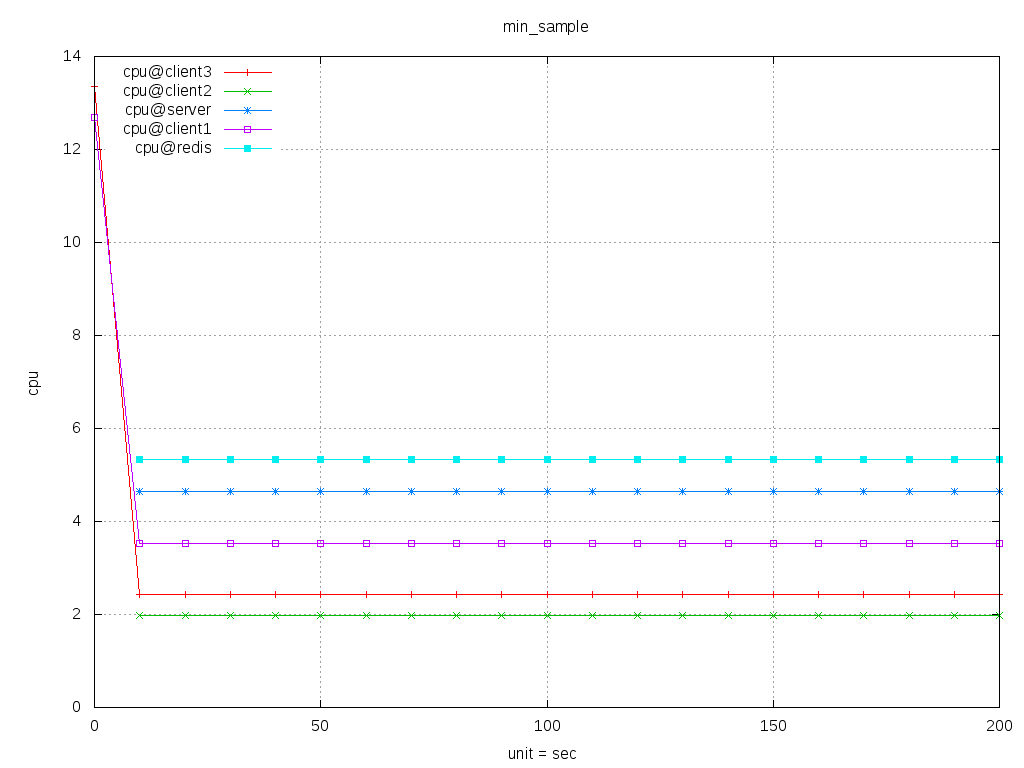 min_sample
14
12
10
8
6
4
2
0
cpu
cpu@client3
cpu@client2
cpu@server
cpu@client1
cpu@redis
0 50 100 150 200
unit = sec